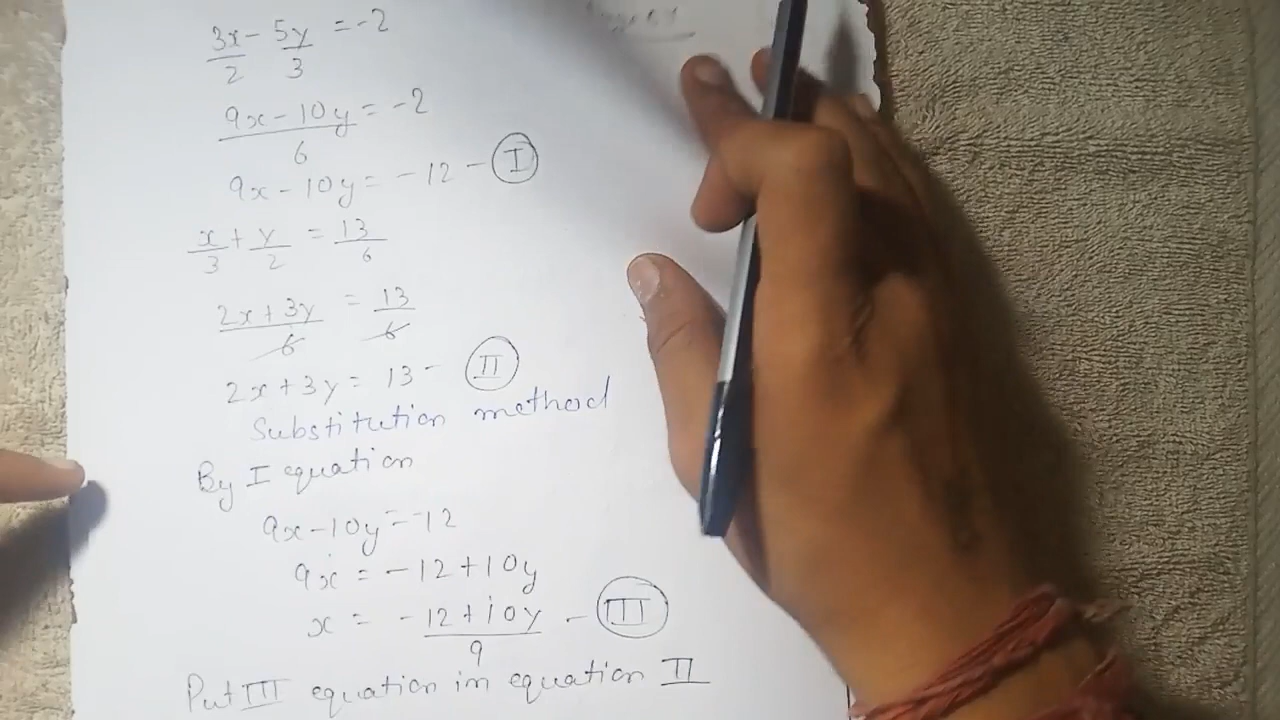 3x/2 - 5y/3 = -2
9x - 10y/6 = -2
9x - 10y = -12 - I
x/3 + y/2 = 13/6
2x + 3y/6 = 13/6
2x + 3y = 13 - II
Substitution method
By I equation
9x - 10y = -12
9x = -12 + 10y
x = -12 + 10y/9 - III
Put III equation in equation II